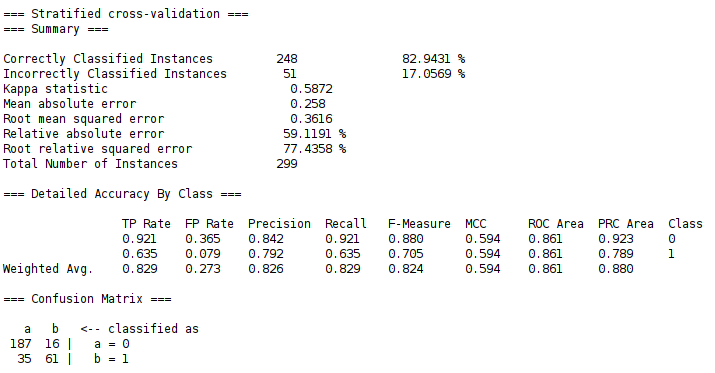 === Stratified cross-validation ===
=== Summary ===
Correctly Classified Instances 248 82.9431 %
Incorrectly Classified Instances 51 17.0569 %
Kappa statistic 0.5872
Mean absolute error 0.258
Root mean squared error 0.3616
Relative absolute error 59.1191 %
Root relative squared error 77.4358 %
Total Number of Instances 299
=== Detailed Accuracy By Class ===
TP Rate FP Rate Precision Recall F-Measure MCC ROC Area PRC Area Class
0.921 0.365 0.842 0.921 0.880 0.594 0.861 0.923 0
0.635 0.079 0.792 0.635 0.705 0.594 0.861 0.789 1
Weighted Avg. 0.829 0.273 0.826 0.829 0.824 0.594 0.861 0.880
=== Confusion Matrix ===
a b <-- classified as
187 16 | a = 0
35 61 | b = 1